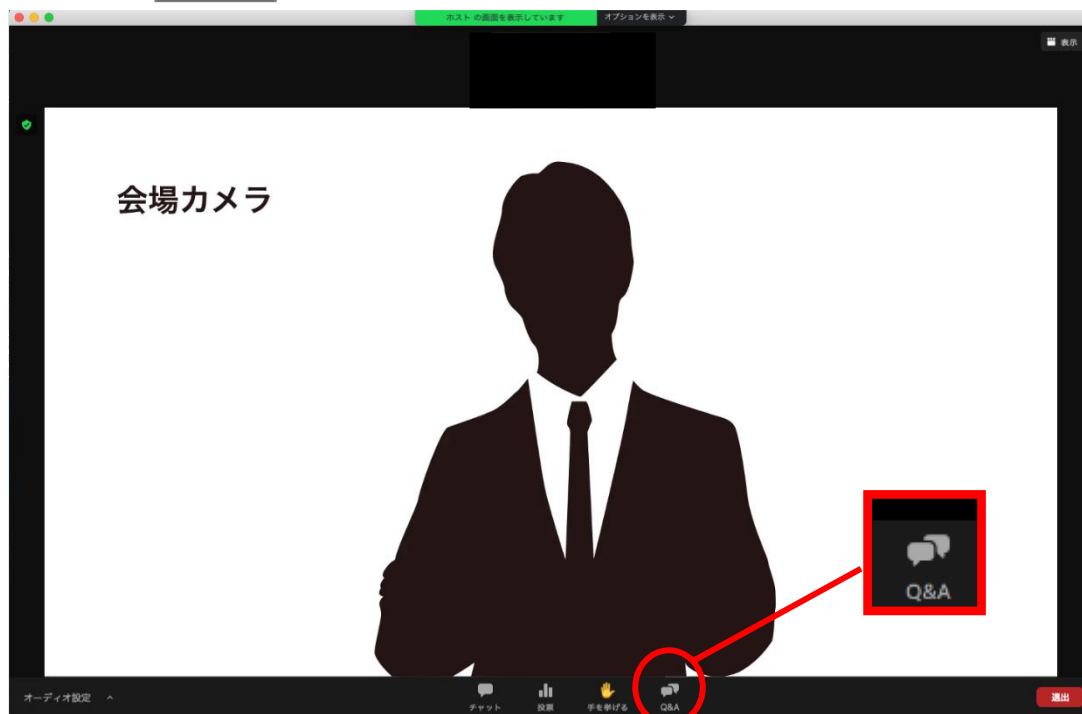 ホスト の画面を表示しています オプションを表示
表示
会場カメラ
Q&A
オーディオ設定
チャット 投票 手を挙げる Q&A
退出